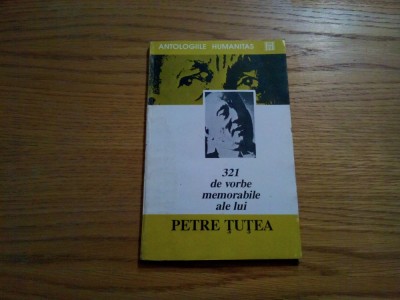 ANTOLOGIILE HUMANITAS
321
de vorbe
memorabile
ale lui
PETRE ȚUȚEA